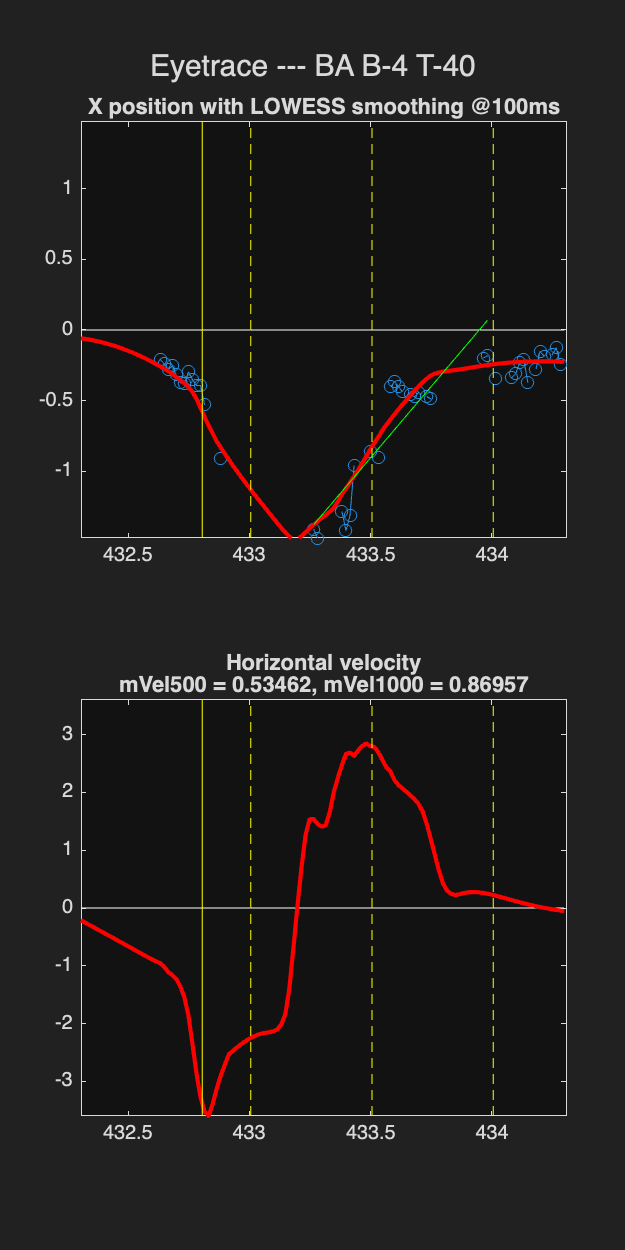 Eyetrace --- BA B-4 T-40
X position with LOWESS smoothing @100ms
1
0.5
0
-0.5
-1
432.5 433 433.5 434
Horizontal velocity
mVel500 = 0.53462, mVel1000 = 0.86957
3
2
1
0
-1
-2
-3
432.5 433 433.5 434